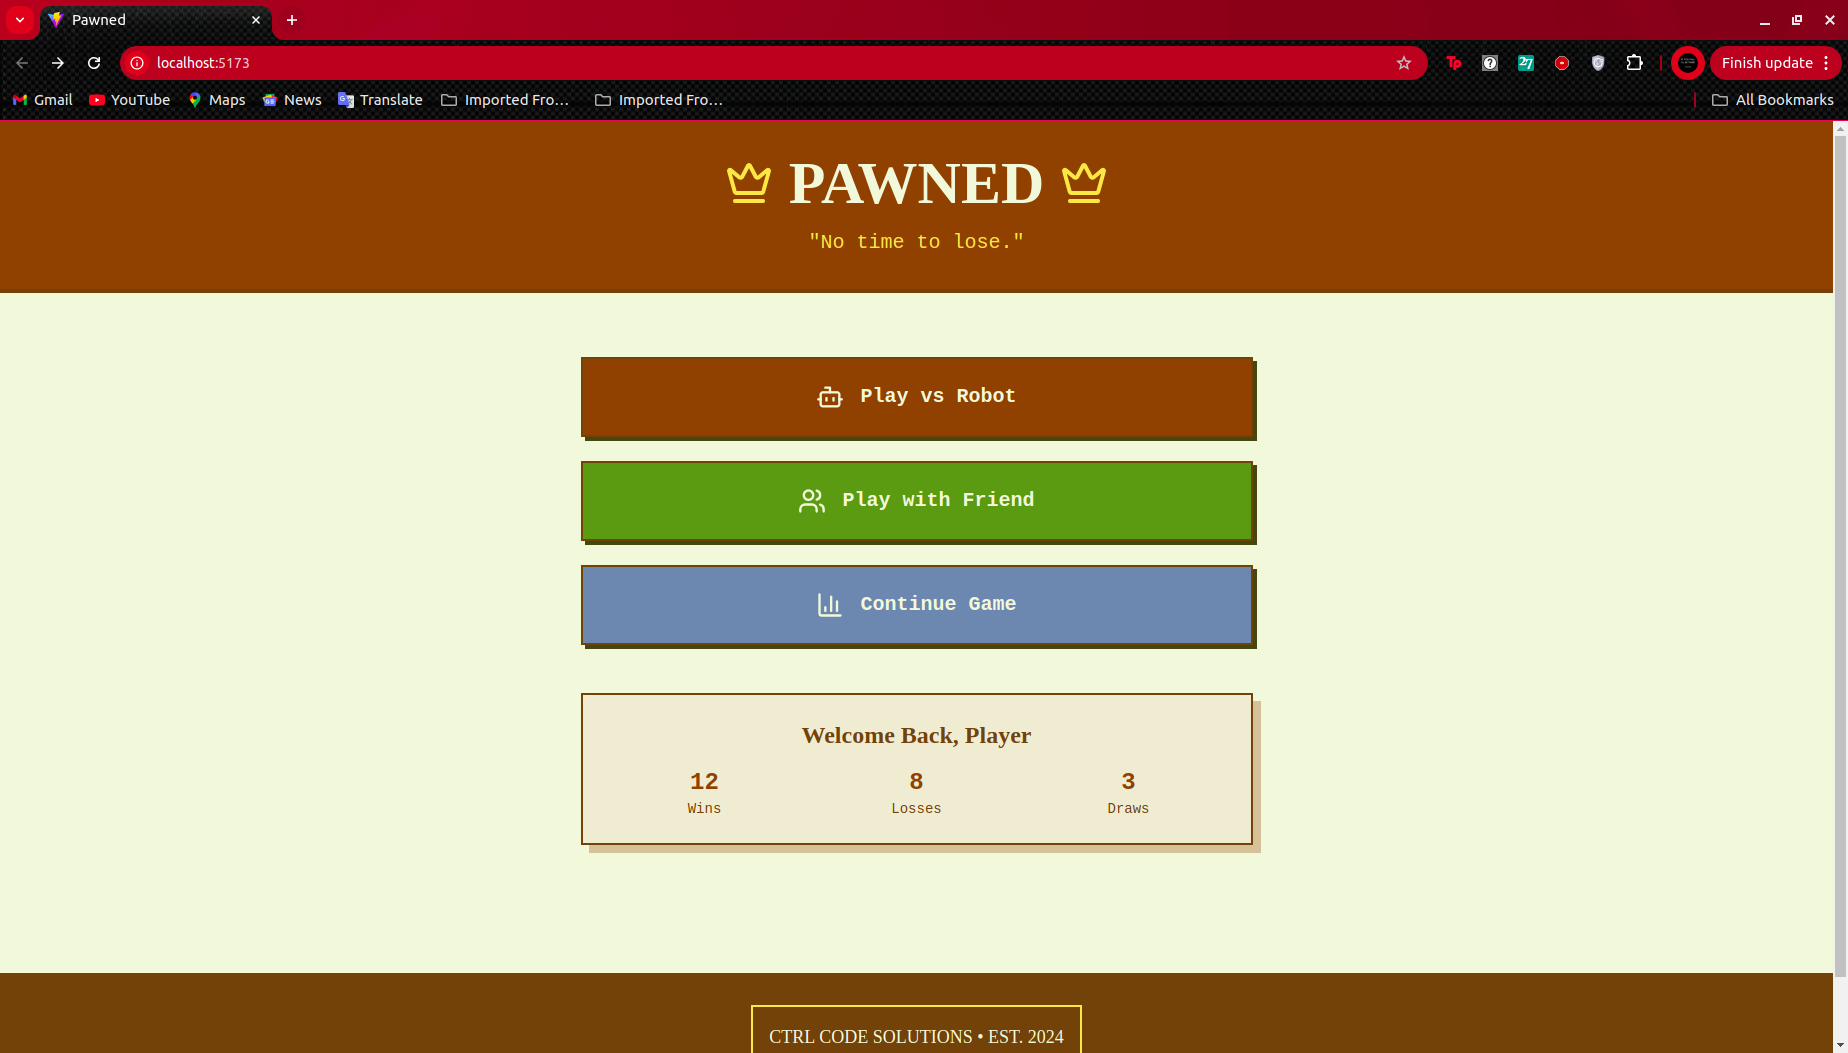 Pawned
localhost:5173
Finish update
Gmail
YouTube
Maps
News
Translate
Imported Fro...
Imported Fro...
All Bookmarks
PAWNED
"No time to lose."
Play vs Robot
Play with Friend
Continue Game
Welcome Back, Player
12 8 3
Wins Losses Draws
CTRL CODE SOLUTIONS • EST. 2024